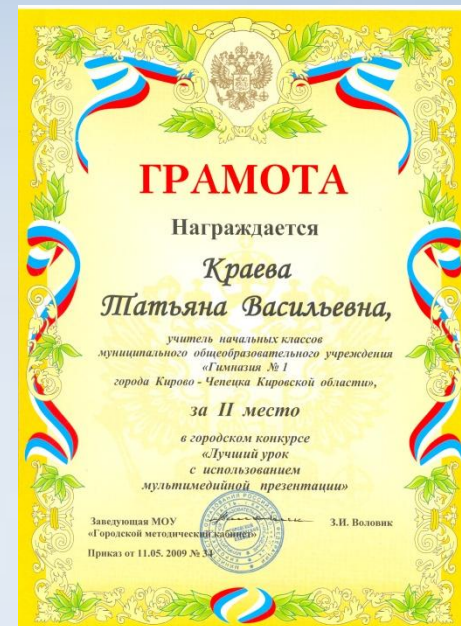 ГРАМОТА
Награждается
Краева
Татьяна Васильевна,
учитель начальных классов
муниципального общеобразовательного учреждения
«Гимназия № 1
города Кирово - Чепецка Кировской области»,
за II место
в городском конкурсе
«Лучший урок
с использованием
мультимедийной презентации»
Заведующая МОУ З.И. Воловик
«Городской методический кабинет»
Приказ от 11.05. 2009 № 34